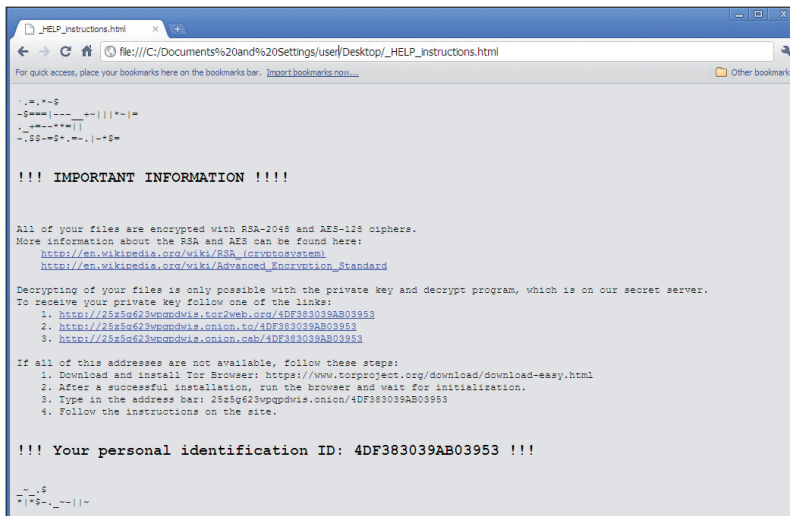 _HELP_instructions.html
file:///C:/Documents%20and%20Settings/user/Desktop/_HELP_instructions.html
For quick access, place your bookmarks here on the bookmarks bar. Import bookmarks now...
Other bookmark
-$===|---__+~|||*~|=
._+=--**=||
-.$$-=$*.=-.|-*$=
!!! IMPORTANT INFORMATION !!!!
All of your files are encrypted with RSA-2048 and AES-128 ciphers.
More information about the RSA and AES can be found here:
http://en.wikipedia.org/wiki/RSA_(cryptosystem)
http://en.wikipedia.org/wiki/Advanced_Encryption_Standard
Decrypting of your files is only possible with the private key and decrypt program, which is on our secret server.
To receive your private key follow one of the links:
1. http://25z5g623wpqpdwis.tor2web.org/4DF383039AB03953
2. http://25z5g623wpqpdwis.onion.to/4DF383039AB03953
3. http://25z5g623wpqpdwis.onion.cab/4DF383039AB03953
If all of this addresses are not available, follow these steps:
1. Download and install Tor Browser: https://www.torproject.org/download/download-easy.html
2. After a successful installation, run the browser and wait for initialization.
3. Type in the address bar: 25z5g623wpqpdwis.onion/4DF383039AB03953
4. Follow the instructions on the site.
!!! Your personal identification ID: 4DF383039AB03953 !!!
_~_.$
*|*$-._~-||~